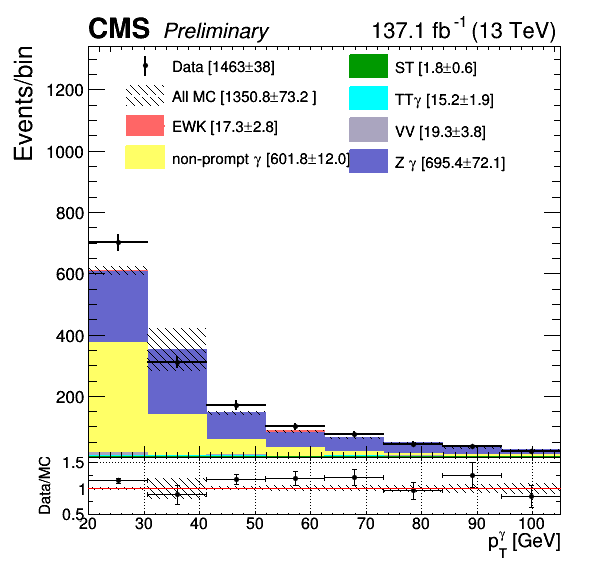 CMS Preliminary 137.1 fb⁻¹ (13 TeV)
Data [1463±38]
All MC [1350.8±73.2 ]
EWK [17.3±2.8]
non-prompt γ [601.8±12.0]
ST [1.8±0.6]
TTγ [15.2±1.9]
VV [19.3±3.8]
Z γ [695.4±72.1]
Events/bin
1200
1000
800
600
400
200
Data/MC
1.5
1
0.5
20 30 40 50 60 70 80 90 100
p_T^γ [GeV]